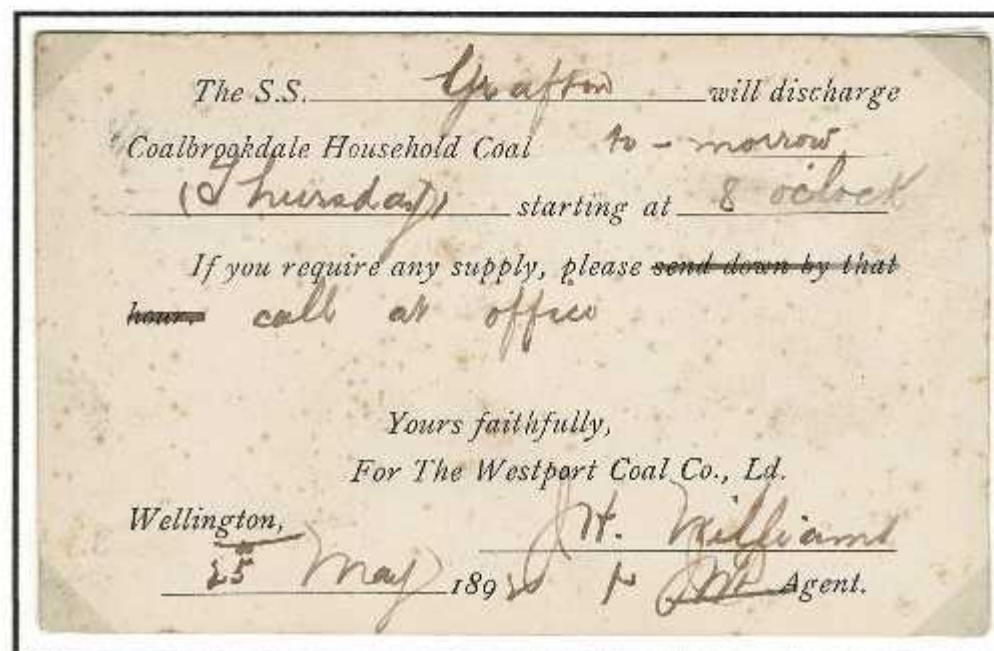 The S.S. Grafton will discharge
Coalbrookdale Household Coal to-morrow
(Thursday) starting at 8 o'clock
If you require any supply, please send down by that
hour. call at office
Yours faithfully,
For The Westport Coal Co., Ld.
Wellington, H. Williams
25 May 189 Agent.